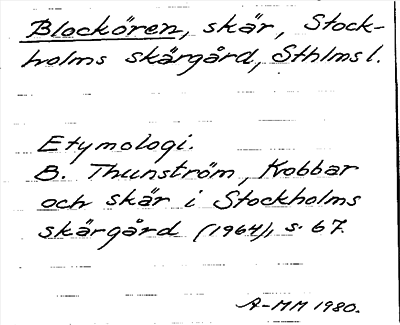 Blockören, skär, Stock-
holms skärgård, Sthlms l.
Etymologi.
B. Thunström, Kobbar
och skär i Stockholms
skärgård (1964), s. 67.
A-MM 1980.